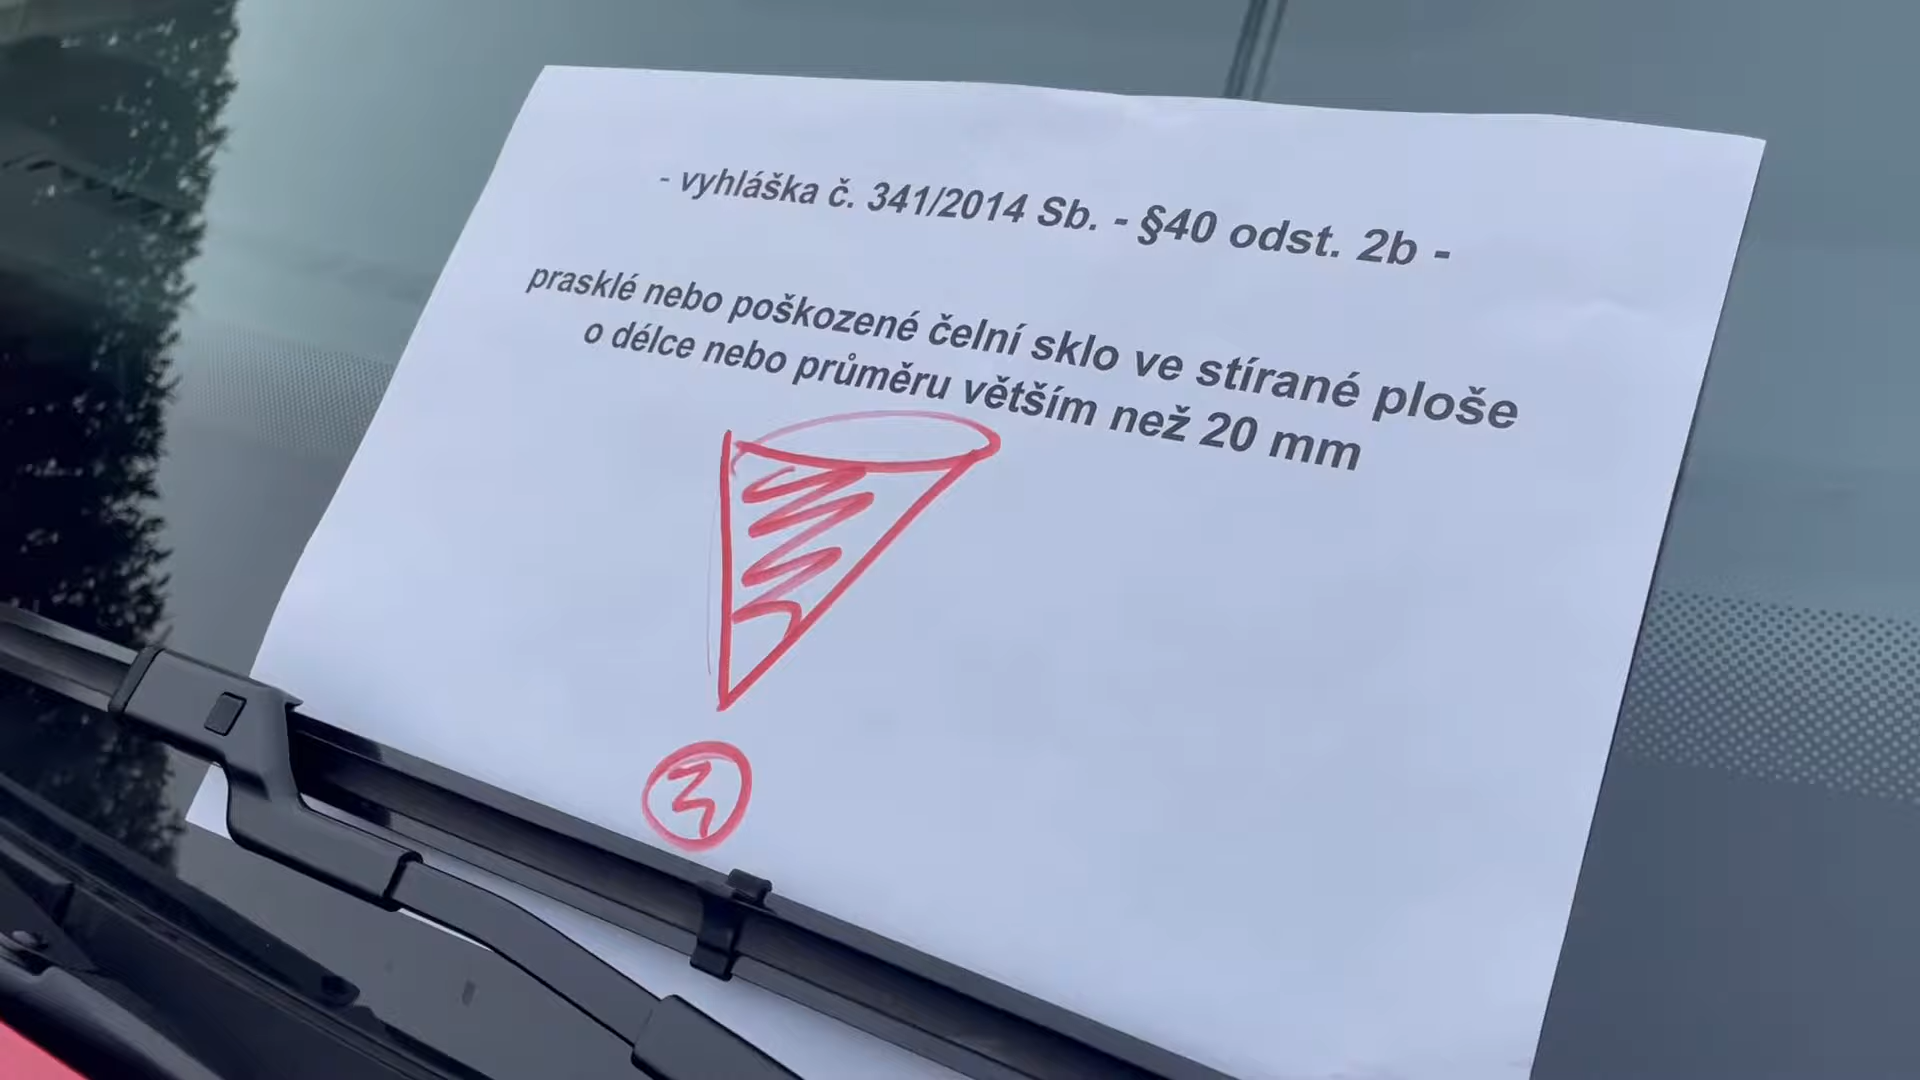 - vyhláška č. 341/2014 Sb. - §40 odst. 2b -
prasklé nebo poškozené čelní sklo ve stírané ploše
o délce nebo průměru větším než 20 mm